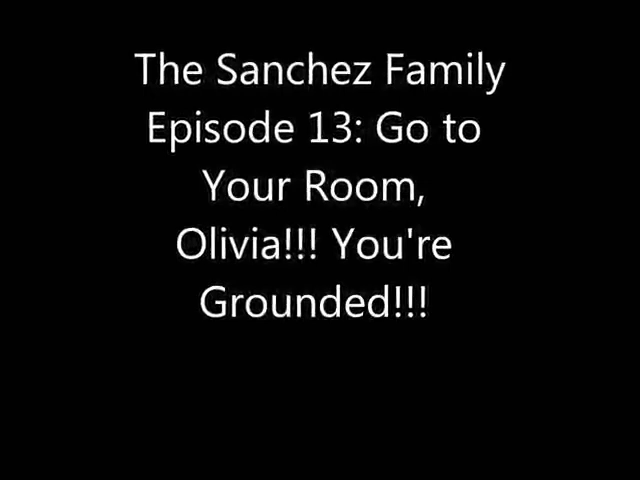 The Sanchez Family
Episode 13: Go to
Your Room,
Olivia!!! You're
Grounded!!!